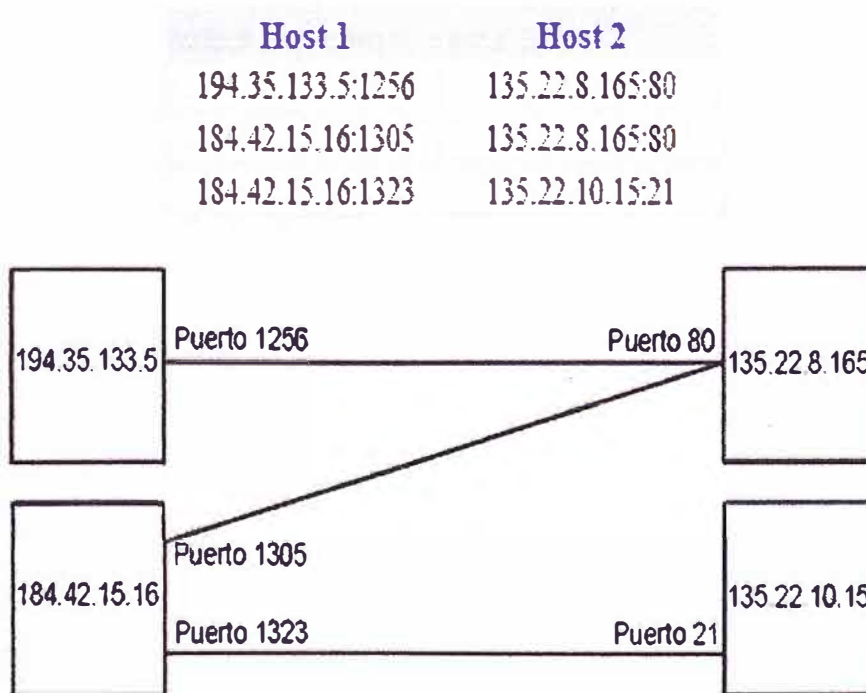 Host 1 Host 2
194.35.133.5:1256 135.22.8.165:80
184.42.15.16:1305 135.22.8.165:80
184.42.15.16:1323 135.22.10.15:21
Puerto 1256 Puerto 80
194.35.133.5 135.22.8.165
Puerto 1305
184.42.15.16 135 22 10.15
Puerto 1323 Puerto 21